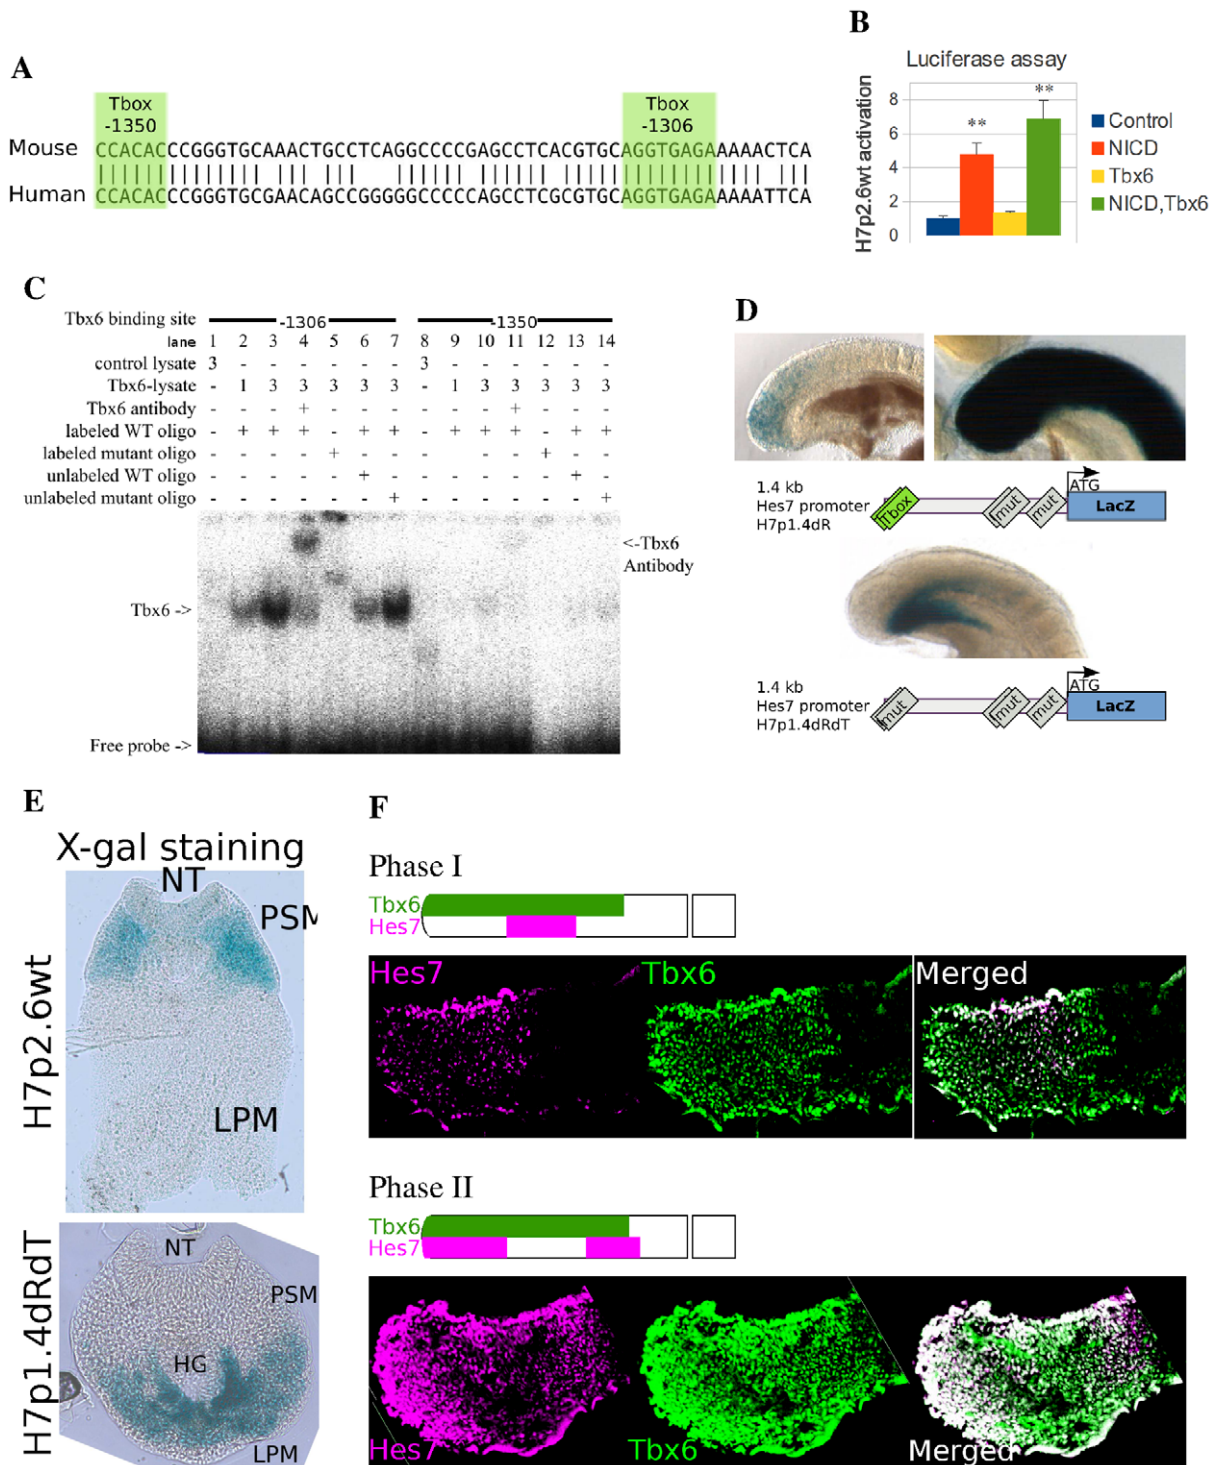 A
Tbox
-1350
Tbox
-1306
Mouse CCACACCCGGGTGCAAACTGCCTCAGGCCCCGAGCCTCACGTGCAGGTGAGAAAAACTCA
Human CCACACCCGGGTGCGAACAGCCGGGGGCCCCCAGCCTCGCGTGCAGGTGAGAAAAATTCA
B
Luciferase assay
H7p2.6wt activation
8
6
4
2
0
**
**
Control
NICD
Tbx6
NICD,Tbx6
C
Tbx6 binding site -1306 -1350
lane 1 2 3 4 5 6 7 8 9 10 11 12 13 14
control lysate 3 - - - - - - 3 - - - - - -
Tbx6-lysate - 1 3 3 3 3 3 - 1 3 3 3 3 3
Tbx6 antibody - - - + - - - - - - + - - -
labeled WT oligo - + + + - + + - + + + - + +
labeled mutant oligo - - - - + - - - - - - + - -
unlabeled WT oligo - - - - - + - - - - - - + -
unlabeled mutant oligo - - - - - - + - - - - - - +
<-Tbx6
Antibody
Tbx6 ->
Free probe ->
D
1.4 kb
Hes7 promoter
H7p1.4dR
Tbox
mut
mut
ATG
LacZ
1.4 kb
Hes7 promoter
H7p1.4dRdT
mut
mut
mut
ATG
LacZ
E
X-gal staining
H7p2.6wt
NT
PSM
LPM
H7p1.4dRdT
NT
PSM
HG
LPM
F
Phase I
Tbx6
Hes7
Hes7 Tbx6 Merged
Phase II
Tbx6
Hes7
Hes7 Tbx6 Merged